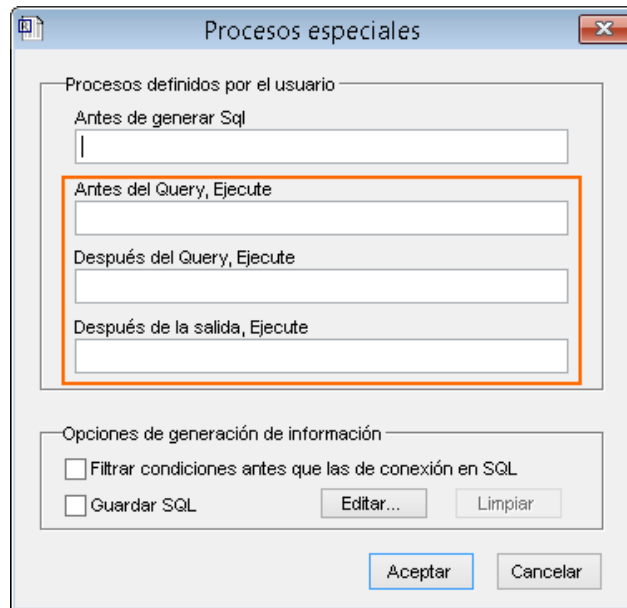 Procesos especiales
Procesos definidos por el usuario
Antes de generar Sql
Antes del Query, Ejecute
Después del Query, Ejecute
Después de la salida, Ejecute
Opciones de generación de información
Filtrar condiciones antes que las de conexión en SQL
Guardar SQL Editar... Limpiar
Aceptar Cancelar